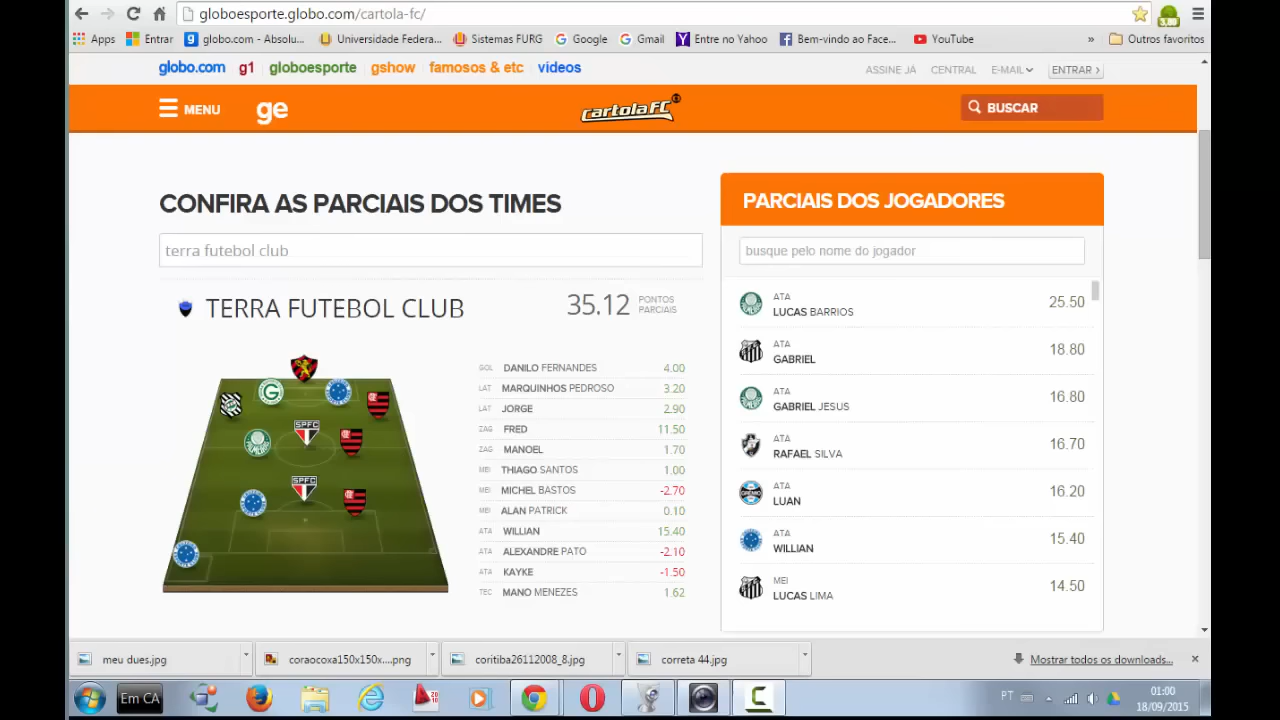 globoesporte.globo.com/cartola-fc/
Apps Entrar globo.com - Absolu... Universidade Federa... Sistemas FURG Google Gmail Entre no Yahoo Bem-vindo ao Face... YouTube » Outros favoritos
globo.com g1 globoesporte gshow famosos & etc vídeos ASSINE JÁ CENTRAL E-MAIL ENTRAR ›
MENU ge cartola FC BUSCAR
CONFIRA AS PARCIAIS DOS TIMES
terra futebol club
TERRA FUTEBOL CLUB 35.12 PONTOS PARCIAIS
GOL DANILO FERNANDES 4.00
LAT MARQUINHOS PEDROSO 3.20
LAT JORGE 2.90
ZAG FRED 11.50
ZAG MANOEL 1.70
MEI THIAGO SANTOS 1.00
MEI MICHEL BASTOS -2.70
MEI ALAN PATRICK 0.10
ATA WILLIAN 15.40
ATA ALEXANDRE PATO -2.10
ATA KAYKE -1.50
TEC MANO MENEZES 1.62
SPFC
SPFC
PARCIAIS DOS JOGADORES
busque pelo nome do jogador
ATA
LUCAS BARRIOS 25.50
ATA
GABRIEL 18.80
ATA
GABRIEL JESUS 16.80
ATA
RAFAEL SILVA 16.70
ATA
LUAN 16.20
ATA
WILLIAN 15.40
MEI
LUCAS LIMA 14.50
meu dues.jpg coraocoxa150x150x....png coritiba26112008_8.jpg correta 44.jpg Mostrar todos os downloads...
Em CA PT 01:00
18/09/2015